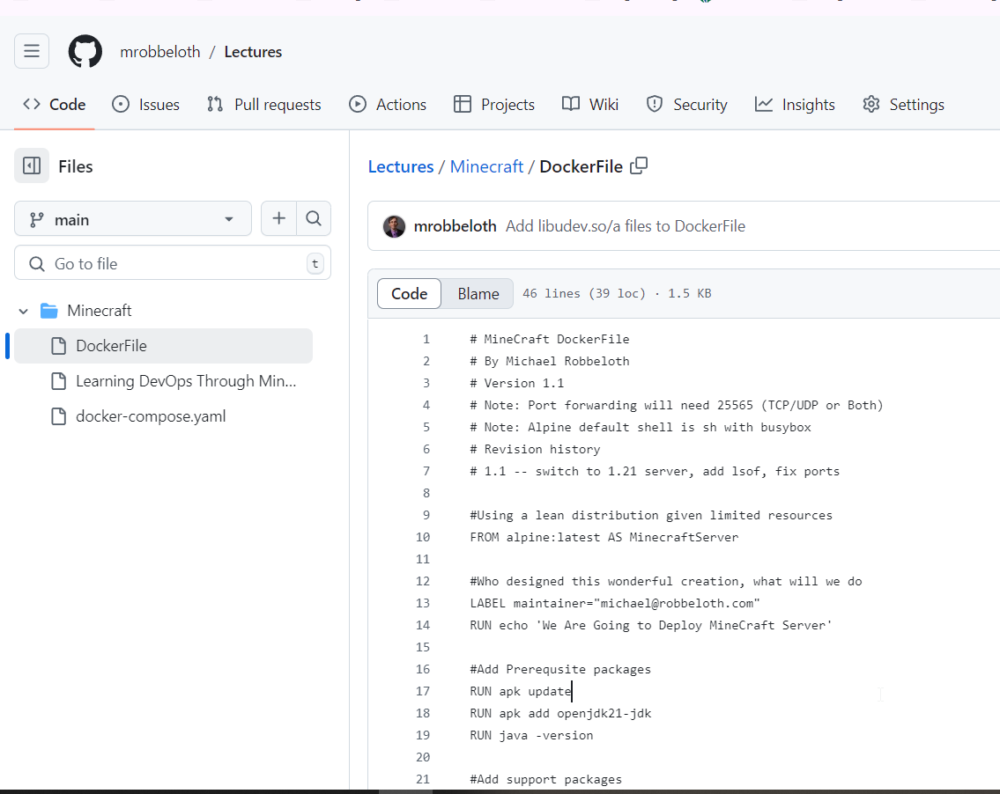 mrobbeloth / Lectures
Code Issues Pull requests Actions Projects Wiki Security Insights Settings
Files
main
Go to file t
Minecraft
DockerFile
Learning DevOps Through Min...
docker-compose.yaml
Lectures / Minecraft / DockerFile
mrobbeloth Add libudev.so/a files to DockerFile
Code Blame 46 lines (39 loc) · 1.5 KB
1 # MineCraft DockerFile
2 # By Michael Robbeloth
3 # Version 1.1
4 # Note: Port forwarding will need 25565 (TCP/UDP or Both)
5 # Note: Alpine default shell is sh with busybox
6 # Revision history
7 # 1.1 -- switch to 1.21 server, add lsof, fix ports
8
9 #Using a lean distribution given limited resources
10 FROM alpine:latest AS MinecraftServer
11
12 #Who designed this wonderful creation, what will we do
13 LABEL maintainer="michael@robbeloth.com"
14 RUN echo 'We Are Going to Deploy MineCraft Server'
15
16 #Add Prerequsite packages
17 RUN apk update
18 RUN apk add openjdk21-jdk
19 RUN java -version
20
21 #Add support packages